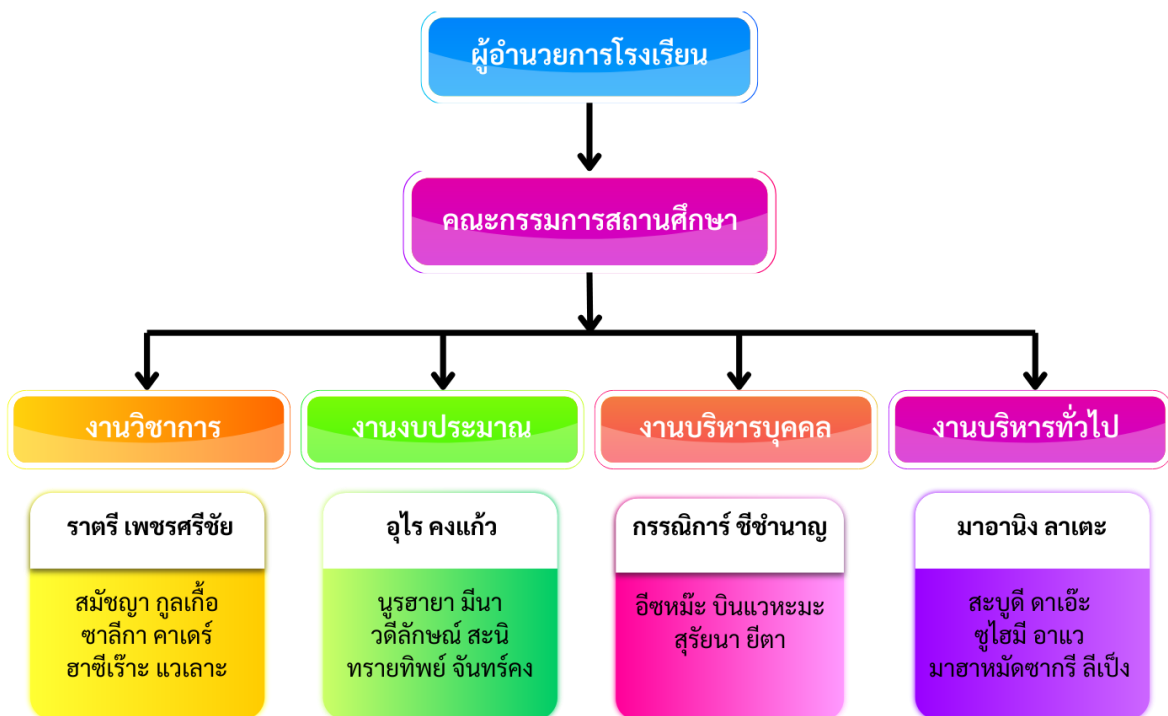 ผู้อำนวยการโรงเรียน
คณะกรรมการสถานศึกษา
งานวิชาการ
งานงบประมาณ
งานบริหารบุคคล
งานบริหารทั่วไป
ราตรี เพชรศรีชัย
สมัชญา กูลเกื้อ
ซาลีกา คาเดร์
ฮาซีเร๊าะ แวเลาะ
อุไร คงแก้ว
นูรฮายา มีนา
วดีลักษณ์ สะนิ
ทรายทิพย์ จันทร์คง
กรรณิการ์ ชีชำนาญ
อีซหม๊ะ บินแวหะมะ
สุรัยนา ยีตา
มาอานิง ลาเตะ
สะบูดี ดาเอ๊ะ
ซูไฮมี อาแว
มาฮาหมัดซากรี ลีเป็ง